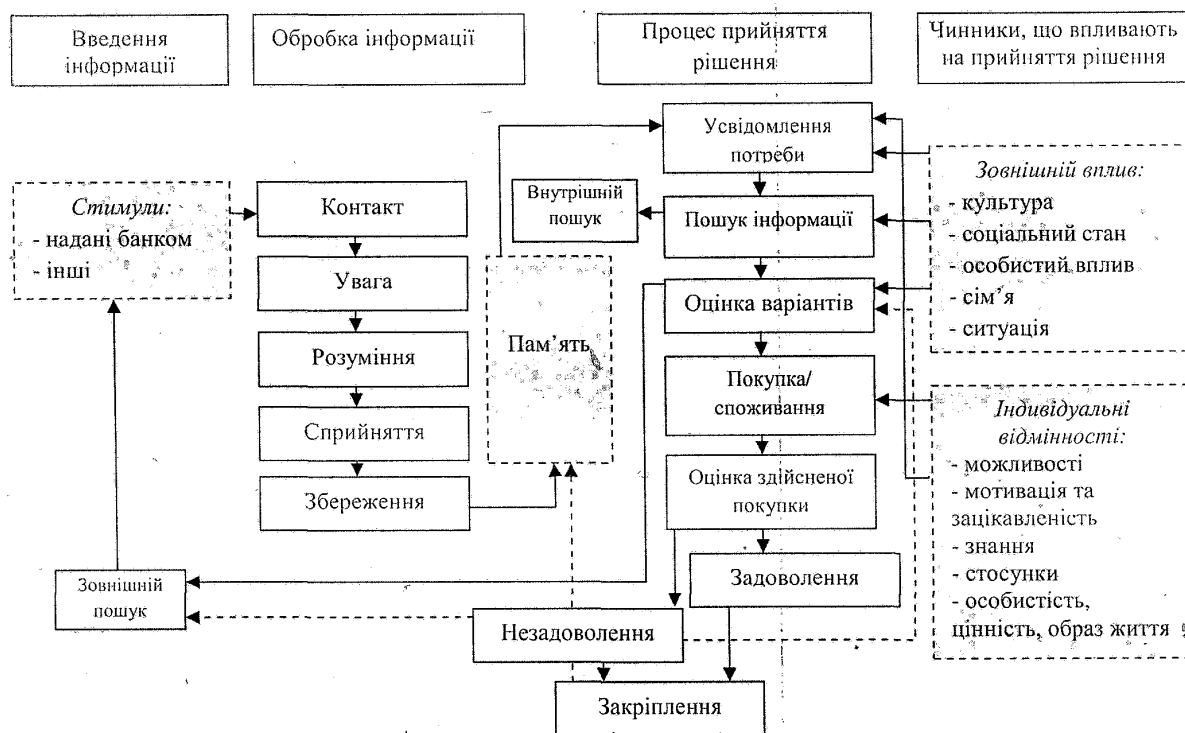 Введення
інформації
Обробка інформації
Процес прийняття
рішення
Чинники, що впливають
на прийняття рішення
Усвідомлення
потреби
Зовнішній вплив:
- культура
- соціальний стан
- особистий вплив
- сім’я
- ситуація
Стимули:
- надані банком
- інші
Контакт
Внутрішній
пошук
Пошук інформації
Увага
Оцінка варіантів
Розуміння
Пам’ять
Покупка/
споживання
Індивідуальні
відмінності:
- можливості
- мотивація та
зацікавленість
- знання
- стосунки
- особистість,
цінність, образ життя
Сприйняття
Збереження
Оцінка здійсненої
покупки
Зовнішній
пошук
Задоволення
Незадоволення
Закріплення